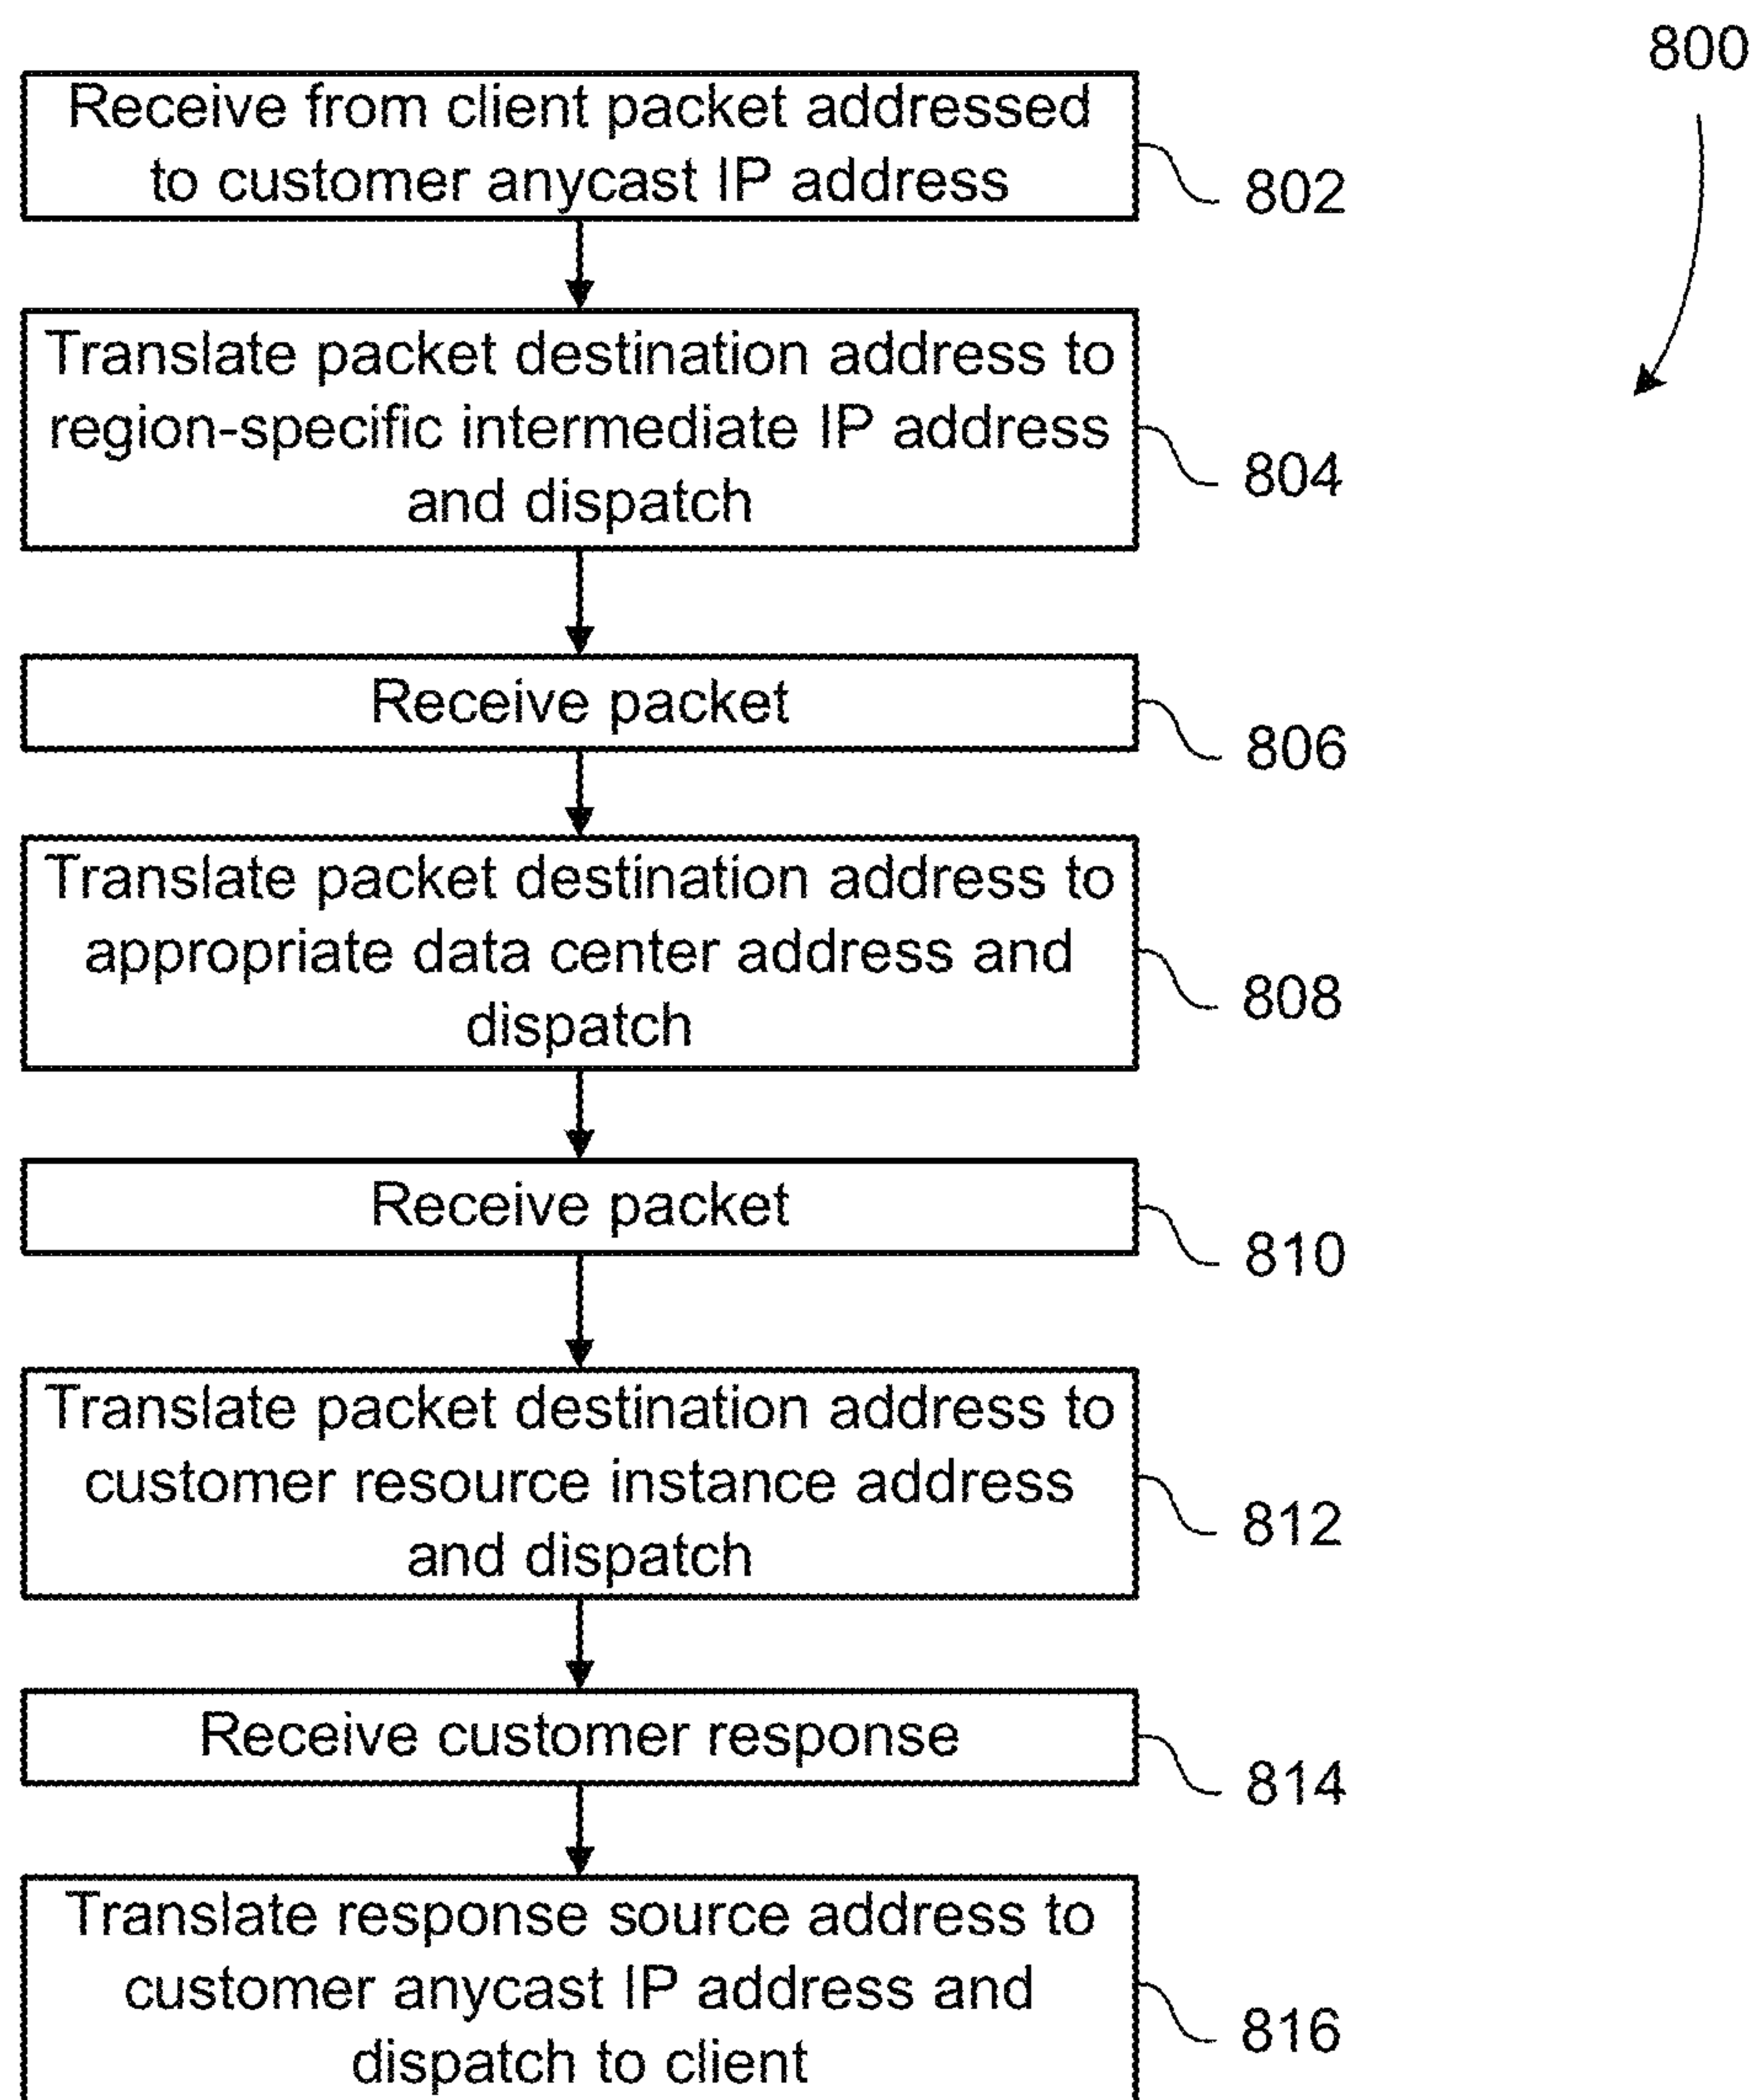 800
Receive from client packet addressed
to customer anycast IP address
802
Translate packet destination address to
region-specific intermediate IP address
and dispatch
804
Receive packet
806
Translate packet destination address to
appropriate data center address and
dispatch
808
Receive packet
810
Translate packet destination address to
customer resource instance address
and dispatch
812
Receive customer response
814
Translate response source address to
customer anycast IP address and
dispatch to client
816